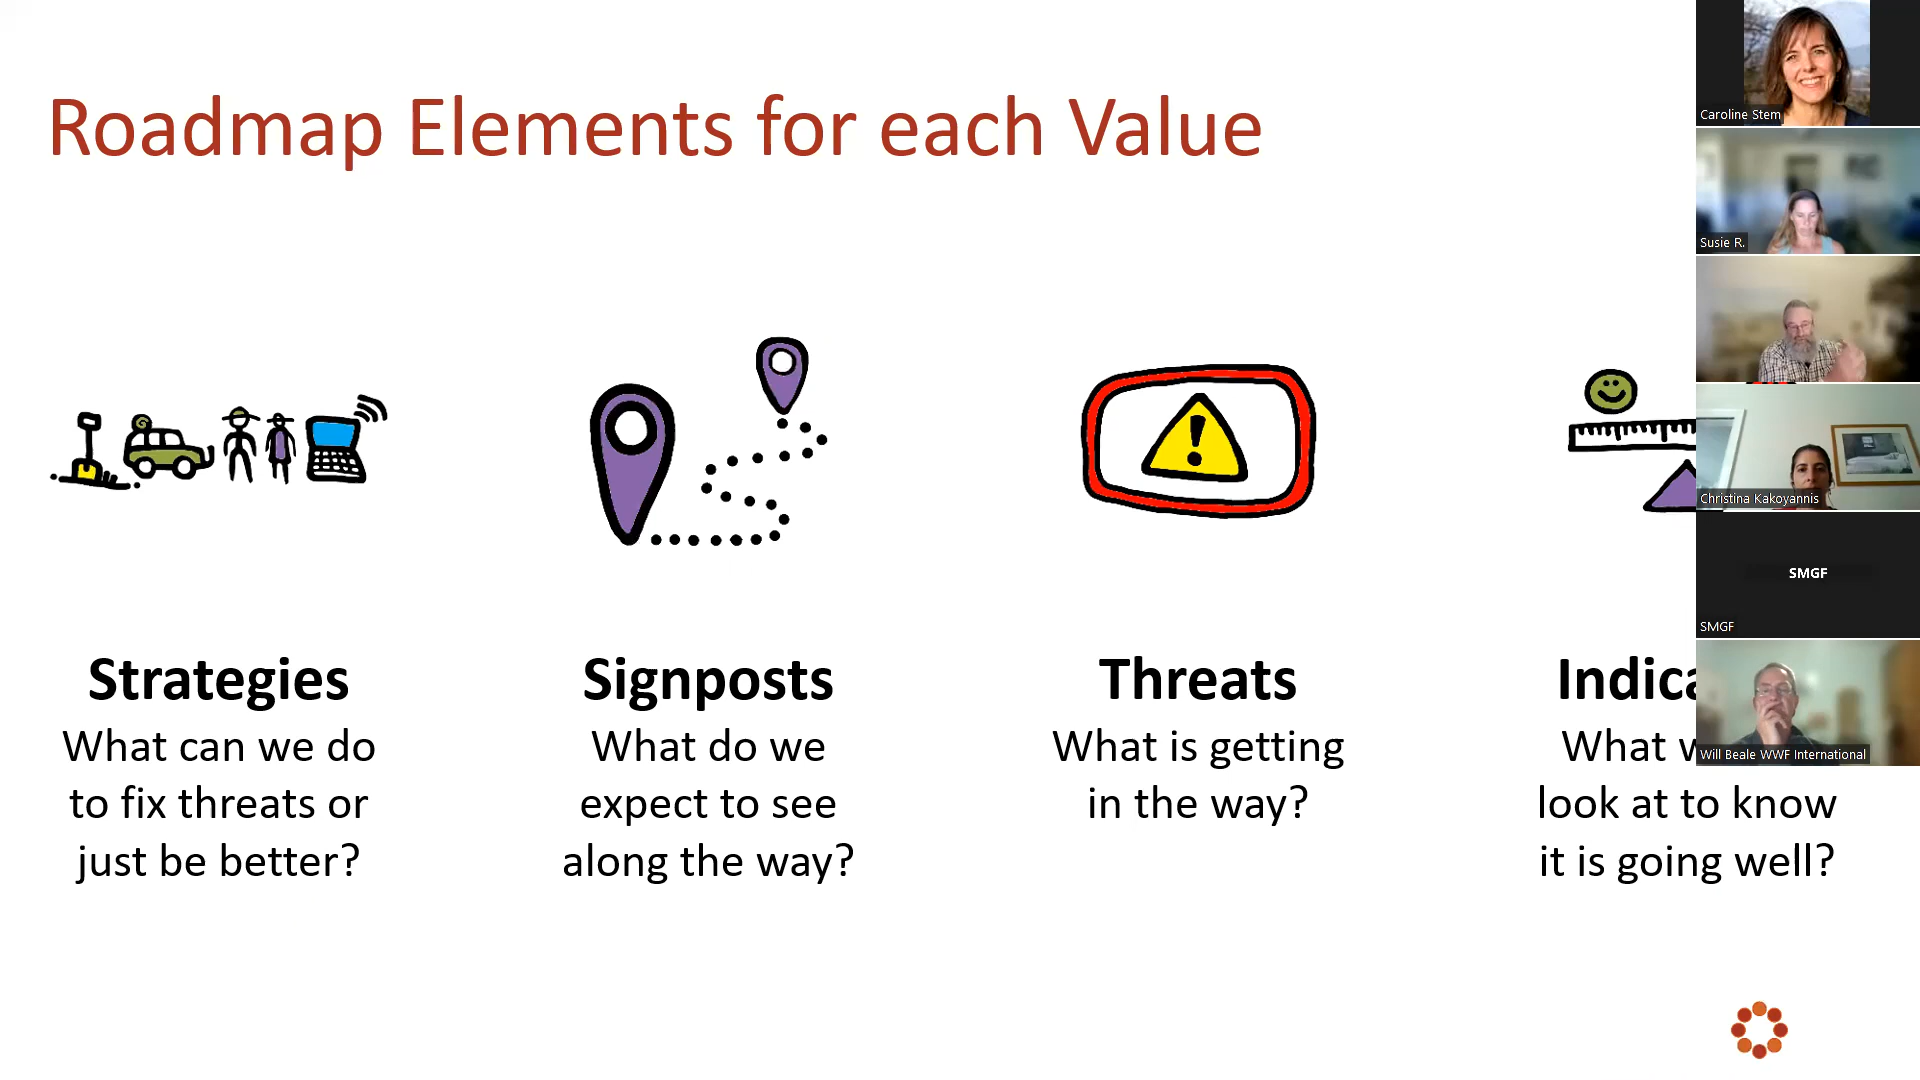 Roadmap Elements for each Value
Strategies
What can we do
to fix threats or
just be better?
Signposts
What do we
expect to see
along the way?
Threats
What is getting
in the way?
What
look at to know
it is going well?
Caroline Stem
Susie R.
Christina Kakoyannis
SMGF
SMGF
Will Beale WWF International